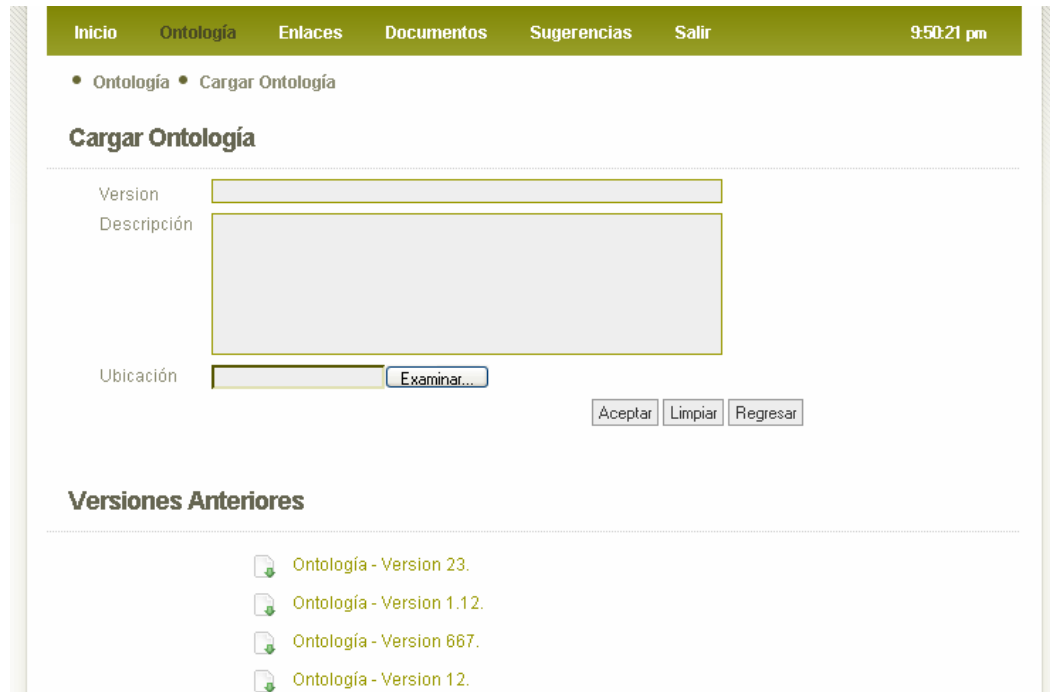 Inicio Ontología Enlaces Documentos Sugerencias Salir 9:50:21 pm
Ontología Cargar Ontología
Cargar Ontología
Version
Descripción
Ubicación Examinar...
Aceptar Limpiar Regresar
Versiones Anteriores
Ontología - Version 23.
Ontología - Version 1.12.
Ontología - Version 667.
Ontología - Version 12.